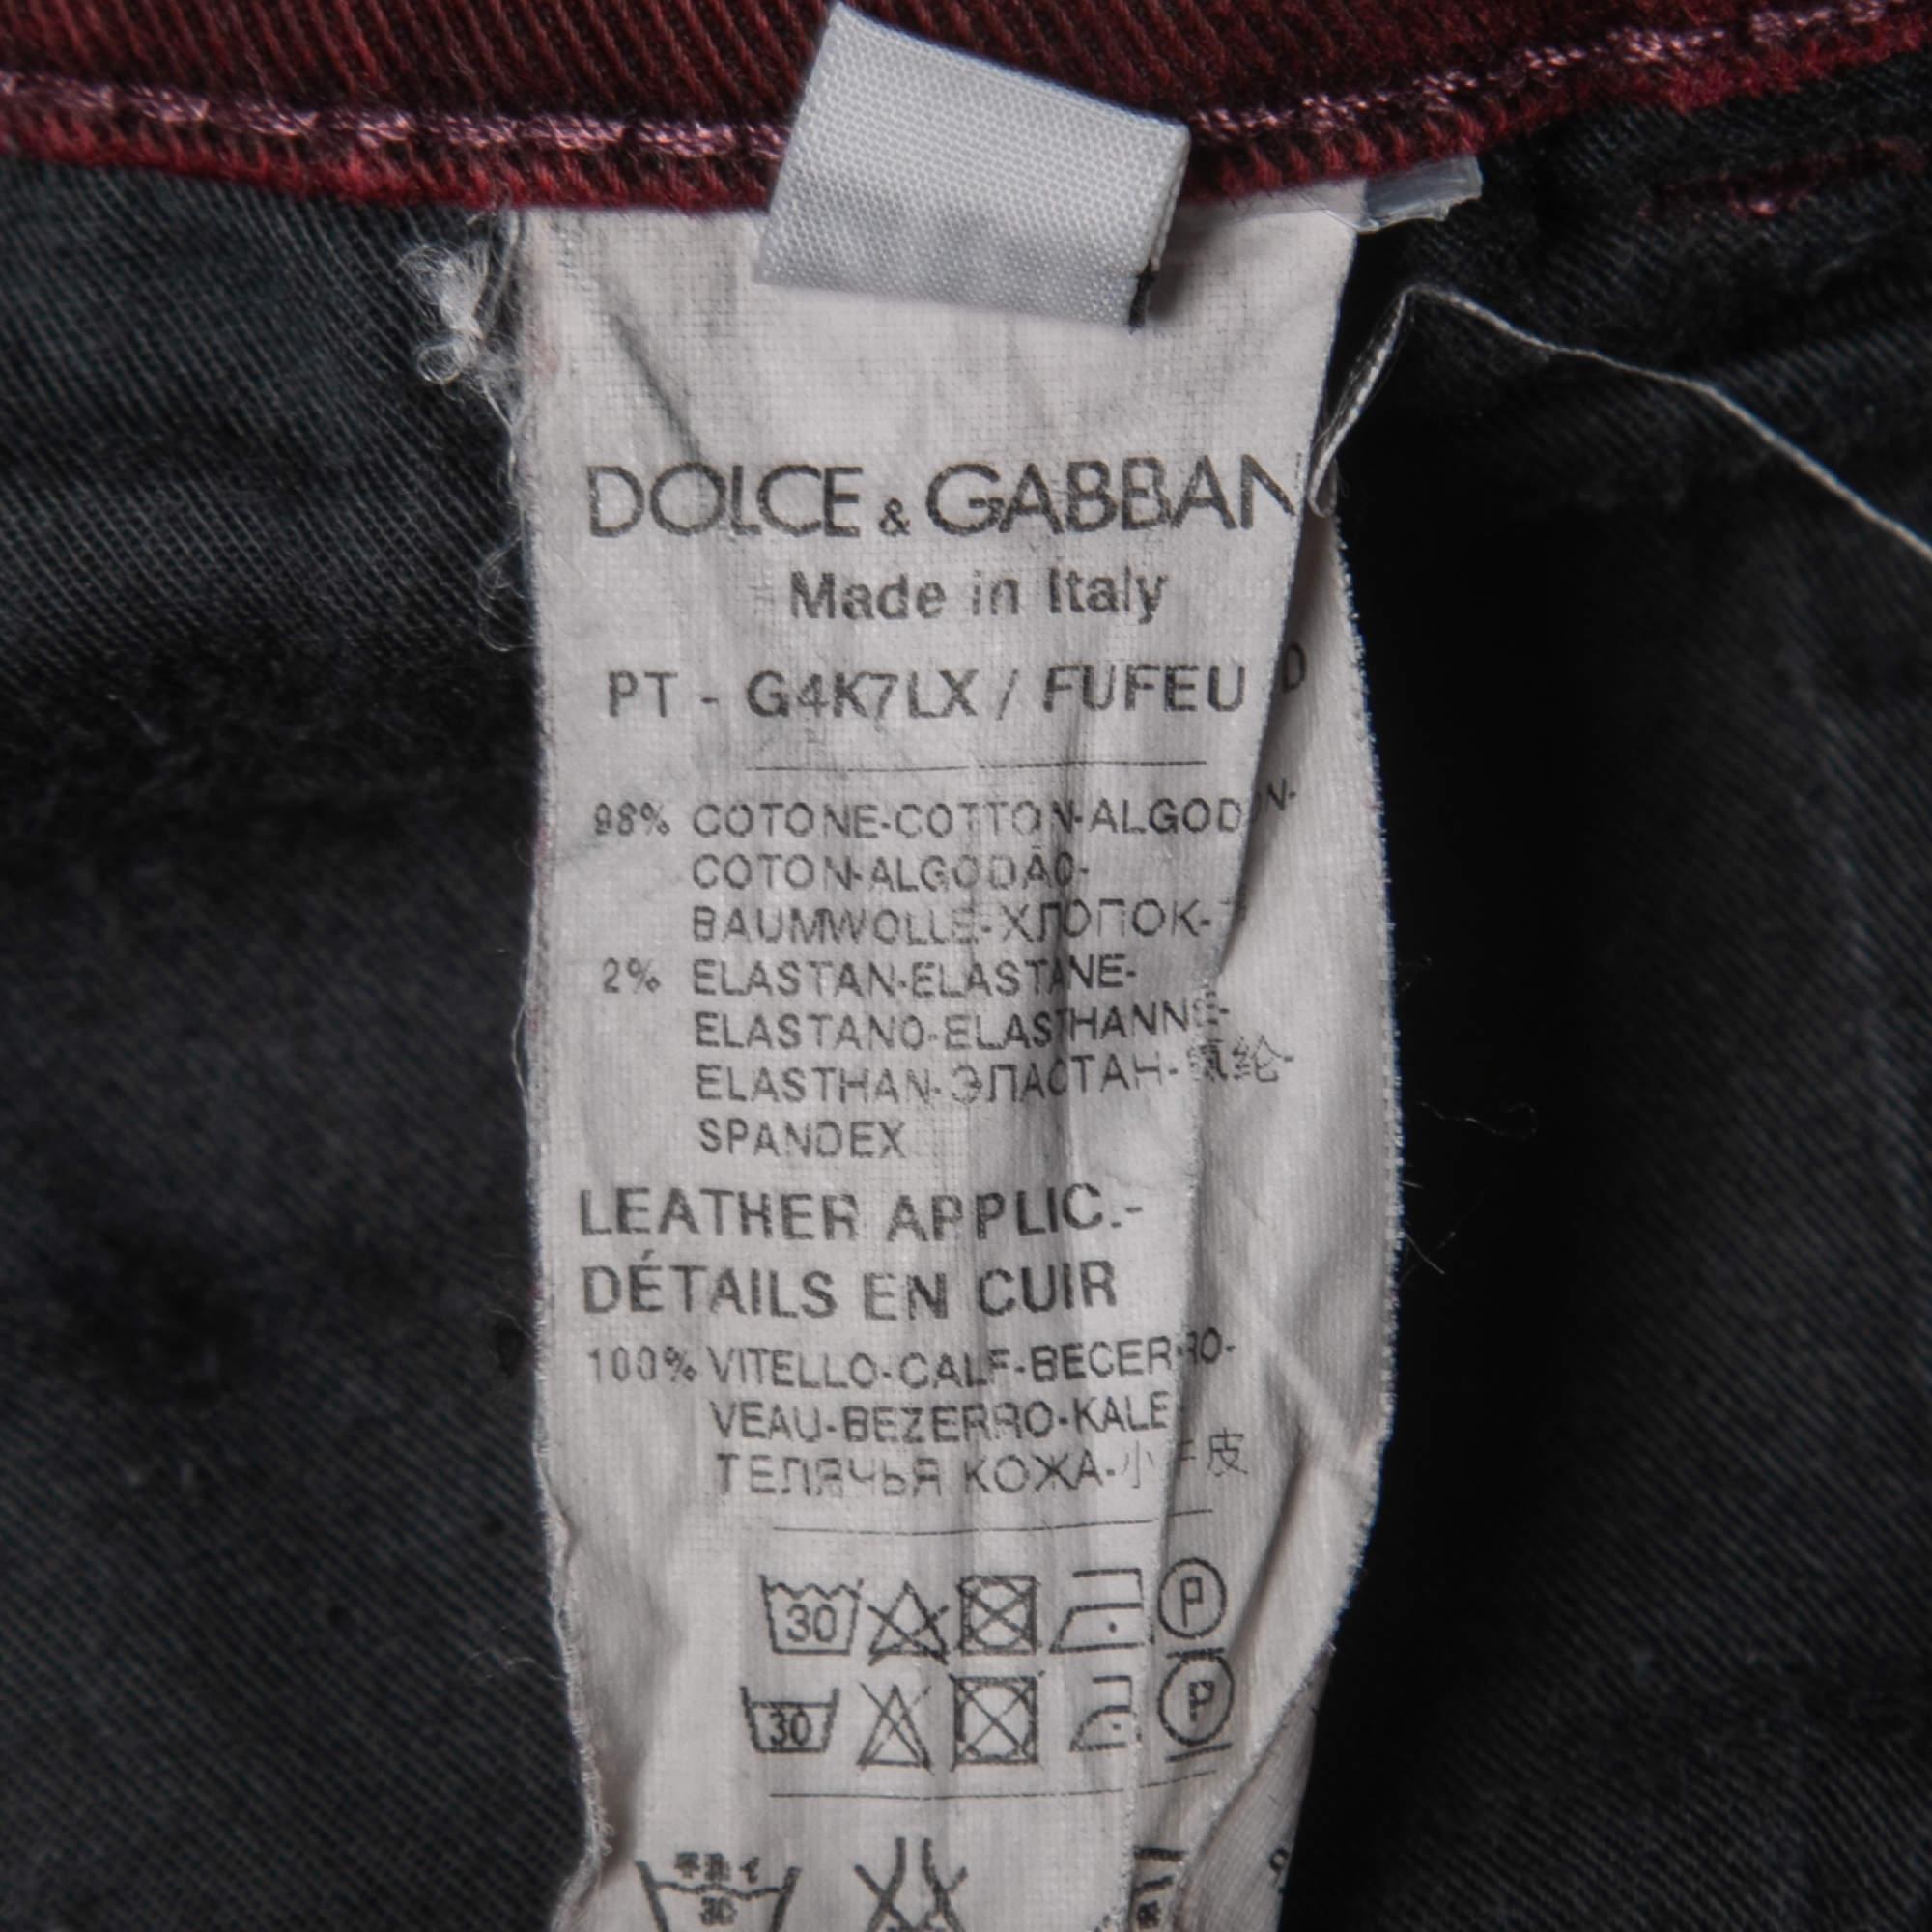 DOLCE & GABBAN
Made in Italy
PT - G4K7LX / FUFEU D
98% COTONE-COTTON-ALGOD N-
COTON-ALGODÃO-
BAUMWOLLE-ХЛОПОК-
2% ELASTAN-ELASTANE-
ELASTANO-ELASTHANNE-
ELASTHAN-ЭЛАСТАН-氨纶-
SPANDEX
LEATHER APPLIC.-
DÉTAILS EN CUIR
100% VITELLO-CALF-BECERRO-
VEAU-BEZERRO-KALB
ТЕЛЯЧЬЯ КОЖА-小牛皮
30 P
30 P
30